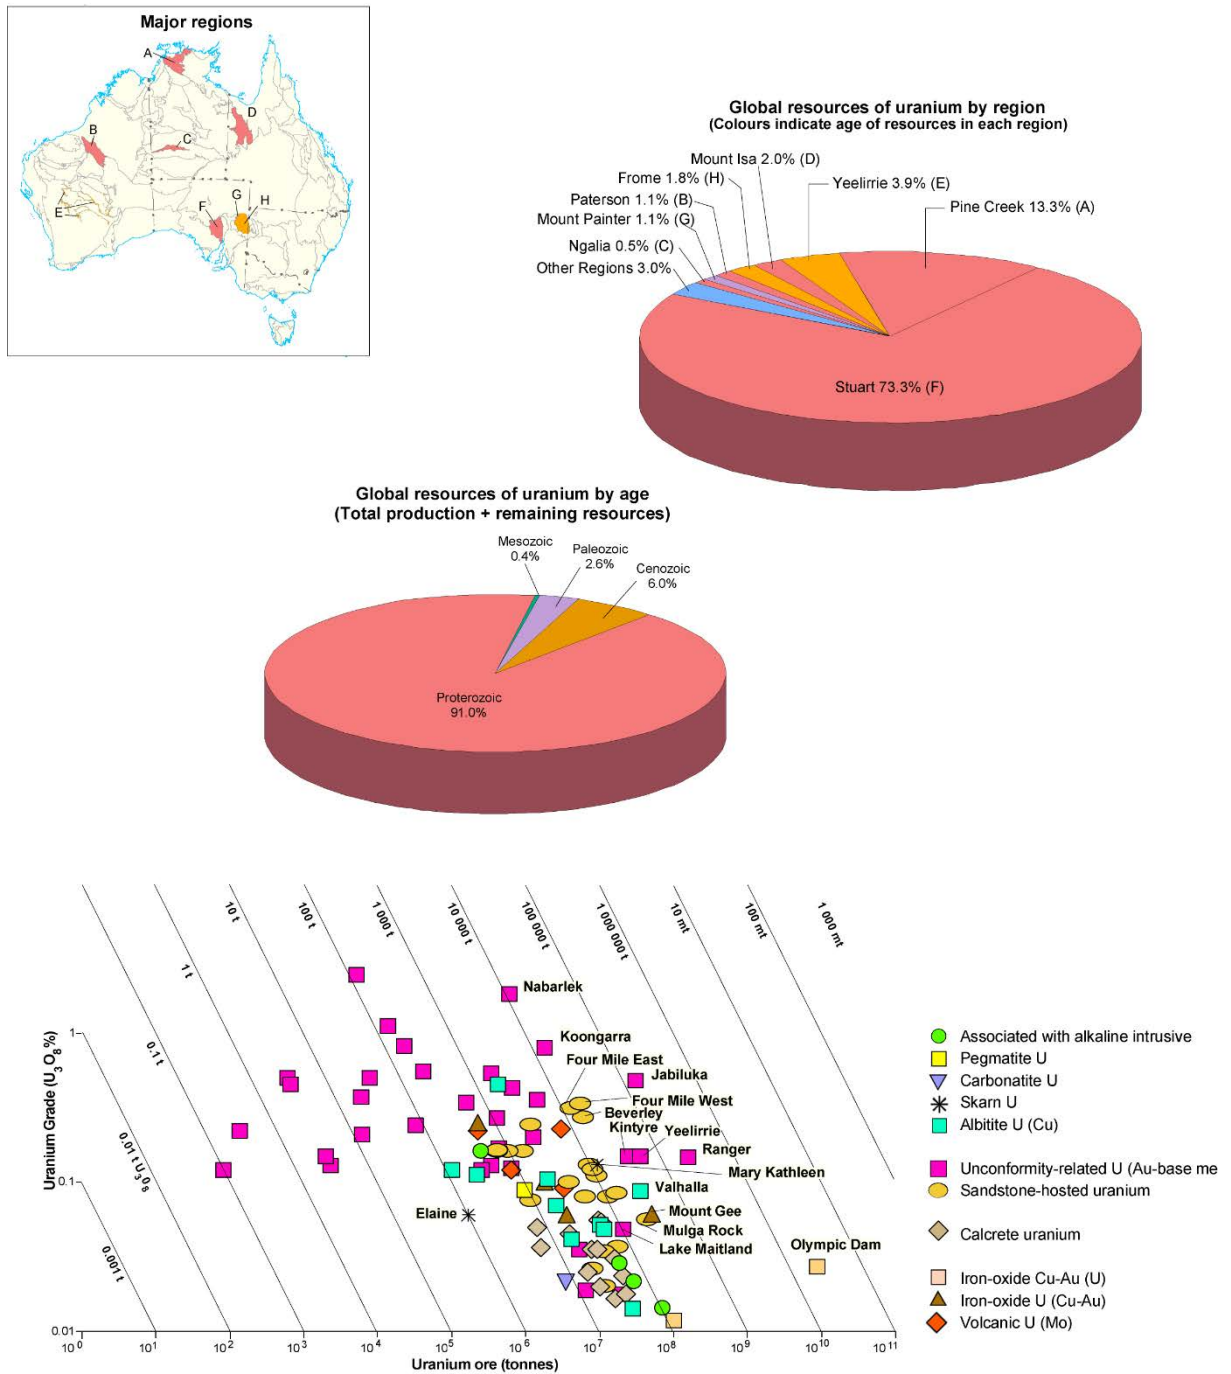 Major regions
A
B
C
D
E
F
G
H
Global resources of uranium by region
(Colours indicate age of resources in each region)
Mount Isa 2.0% (D)
Frome 1.8% (H)
Yeelirrie 3.9% (E)
Paterson 1.1% (B)
Pine Creek 13.3% (A)
Mount Painter 1.1% (G)
Ngalia 0.5% (C)
Other Regions 3.0%
Stuart 73.3% (F)
Global resources of uranium by age
(Total production + remaining resources)
Mesozoic
0.4%
Paleozoic
2.6%
Cenozoic
6.0%
Proterozoic
91.0%
Uranium Grade (U₃O₈%)
1
0.1
0.01
0.001 t
0.01 t U₃O₈
0.1 t
1 t
10 t
100 t
1 000 t
10 000 t
100 000 t
1 000 000 t
10 mt
100 mt
1 000 mt
Nabarlek
Koongarra
Four Mile East
Jabiluka
Four Mile West
Beverley
Kintyre
Yeelirrie
Ranger
Mary Kathleen
Valhalla
Elaine
Mount Gee
Mulga Rock
Lake Maitland
Olympic Dam
10⁰
10¹
10²
10³
10⁴
10⁵
10⁶
10⁷
10⁸
10⁹
10¹⁰
10¹¹
Uranium ore (tonnes)
Associated with alkaline intrusive
Pegmatite U
Carbonatite U
Skarn U
Albitite U (Cu)
Unconformity-related U (Au-base me
Sandstone-hosted uranium
Calcrete uranium
Iron-oxide Cu-Au (U)
Iron-oxide U (Cu-Au)
Volcanic U (Mo)